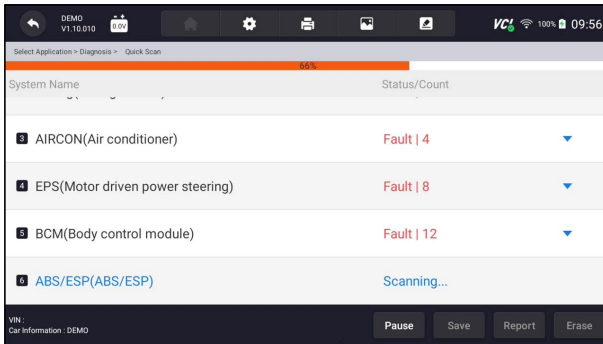 DEMO
V1.10.010
0.0V
VCI
100%
09:56
Select Application > Diagnosis > Quick Scan
66%
System Name Status/Count
3 AIRCON(Air conditioner) Fault | 4
4 EPS(Motor driven power steering) Fault | 8
5 BCM(Body control module) Fault | 12
6 ABS/ESP(ABS/ESP) Scanning...
VIN :
Car Information : DEMO
Pause Save Report Erase